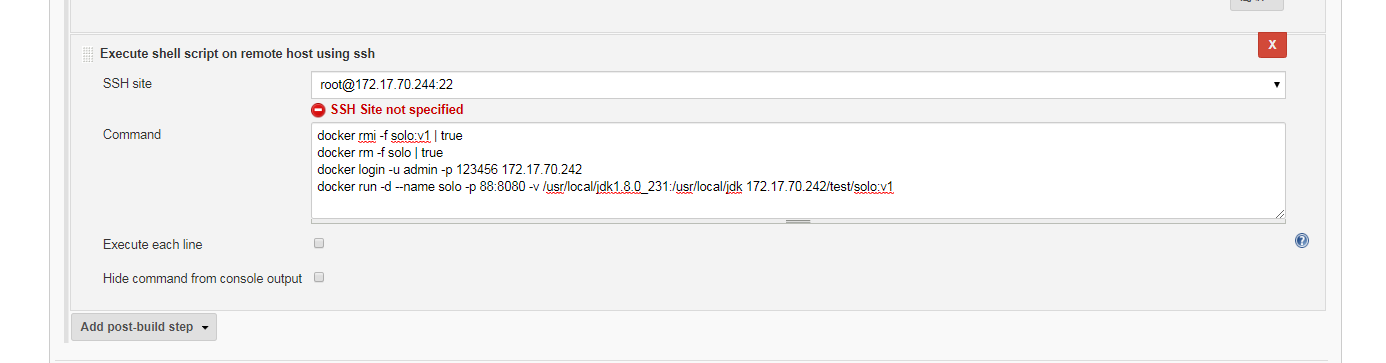 Execute shell script on remote host using ssh
X
SSH site
root@172.17.70.244:22
SSH Site not specified
Command
docker rmi -f solo:v1 | true
docker rm -f solo | true
docker login -u admin -p 123456 172.17.70.242
docker run -d --name solo -p 88:8080 -v /usr/local/jdk1.8.0_231:/usr/local/jdk 172.17.70.242/test/solo:v1
Execute each line
?
Hide command from console output
Add post-build step